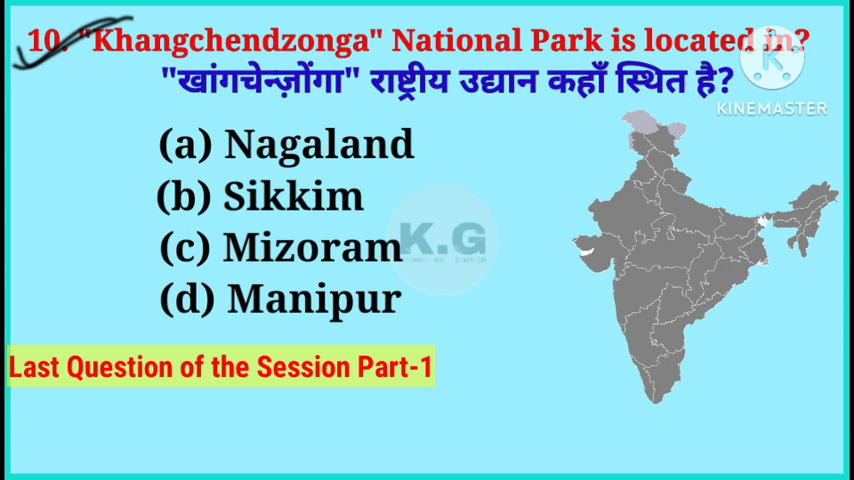 10. "Khangchendzonga" National Park is located in?
"खांगचेन्ज़ोंगा" राष्ट्रीय उद्यान कहाँ स्थित है?
KINEMASTER
(a) Nagaland
(b) Sikkim
(c) Mizoram
K.G
(d) Manipur
Last Question of the Session Part-1